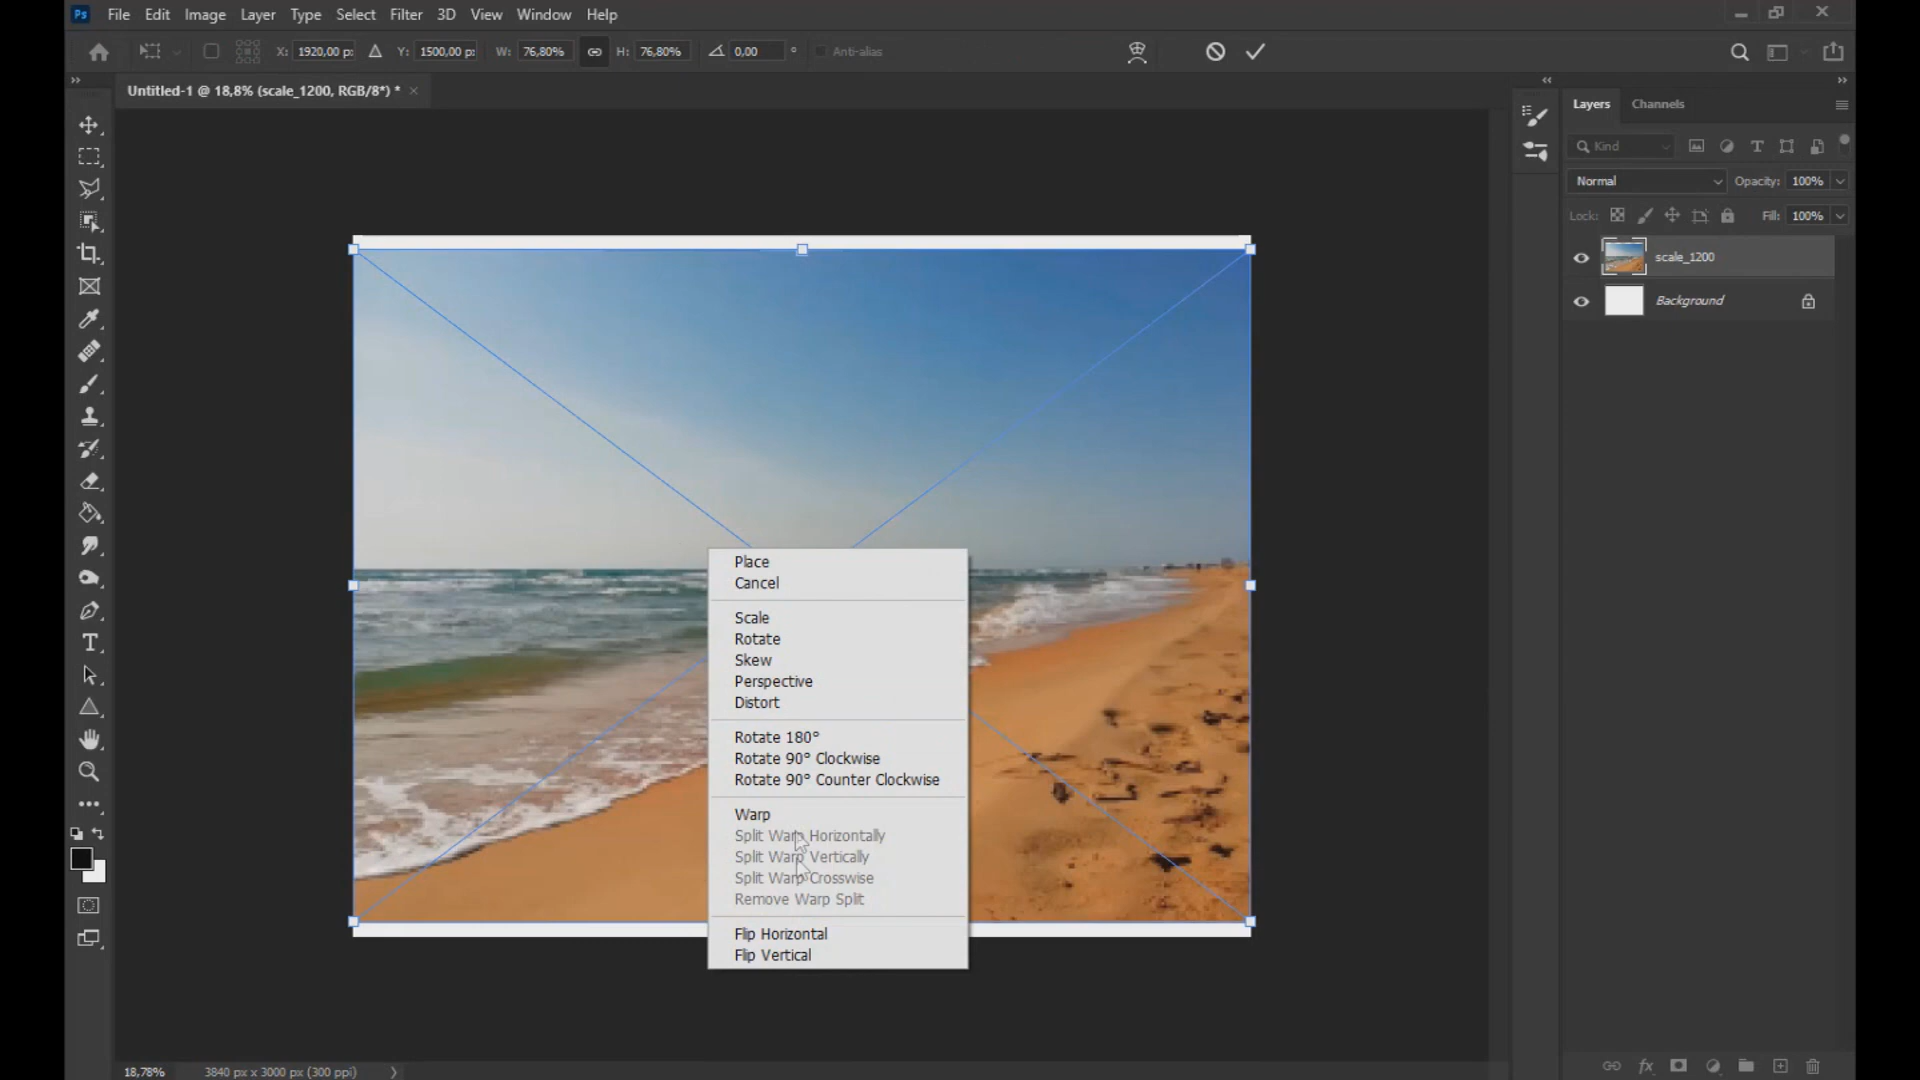 Ps File Edit Image Layer Type Select Filter 3D View Window Help
X: 1920,00 p: Y: 1500,00 p: W: 76,80% H: 76,80% 0,00 ° Anti-alias
Untitled-1 @ 18,8% (scale_1200, RGB/8*) * ×
Layers Channels
Kind
Normal Opacity: 100%
Lock: Fill: 100%
scale_1200
Background
Place
Cancel
Scale
Rotate
Skew
Perspective
Distort
Rotate 180°
Rotate 90° Clockwise
Rotate 90° Counter Clockwise
Warp
Split Warp Horizontally
Split Warp Vertically
Split Warp Crosswise
Remove Warp Split
Flip Horizontal
Flip Vertical
18,78% 3840 px x 3000 px (300 ppi)